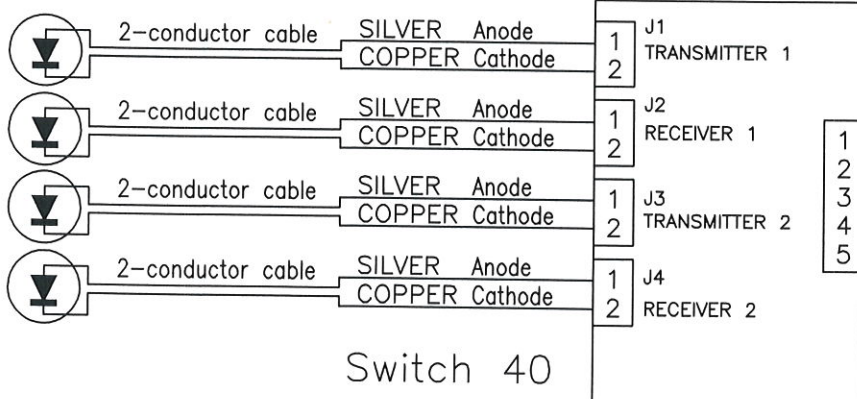 2-conductor cable SILVER Anode 1 J1
COPPER Cathode 2 TRANSMITTER 1
2-conductor cable SILVER Anode 1 J2
COPPER Cathode 2 RECEIVER 1
2-conductor cable SILVER Anode 1 J3
COPPER Cathode 2 TRANSMITTER 2
2-conductor cable SILVER Anode 1 J4
COPPER Cathode 2 RECEIVER 2
1
2
3
4
5
Switch 40